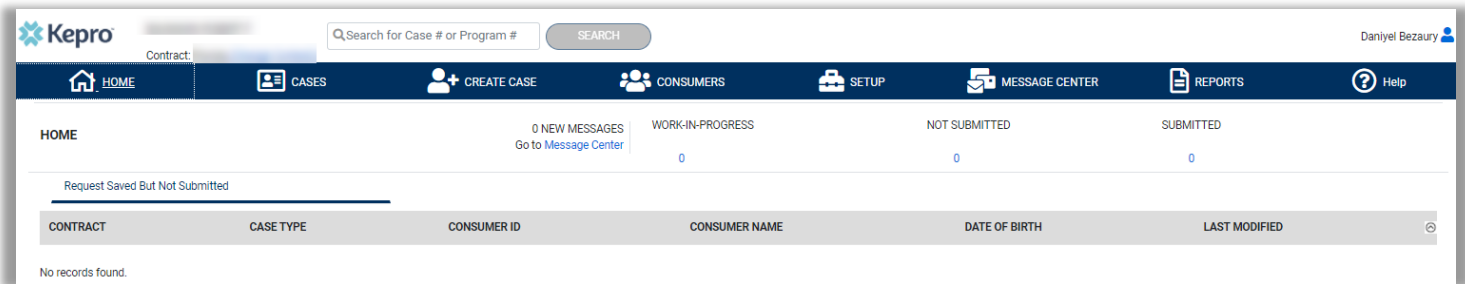 Kepro
Contract:
Search for Case # or Program #
SEARCH
Daniyel Bezaury
HOME
CASES
CREATE CASE
CONSUMERS
SETUP
MESSAGE CENTER
REPORTS
Help
HOME
0 NEW MESSAGES
Go to Message Center
WORK-IN-PROGRESS
0
NOT SUBMITTED
0
SUBMITTED
0
Request Saved But Not Submitted
CONTRACT CASE TYPE CONSUMER ID CONSUMER NAME DATE OF BIRTH LAST MODIFIED
No records found.